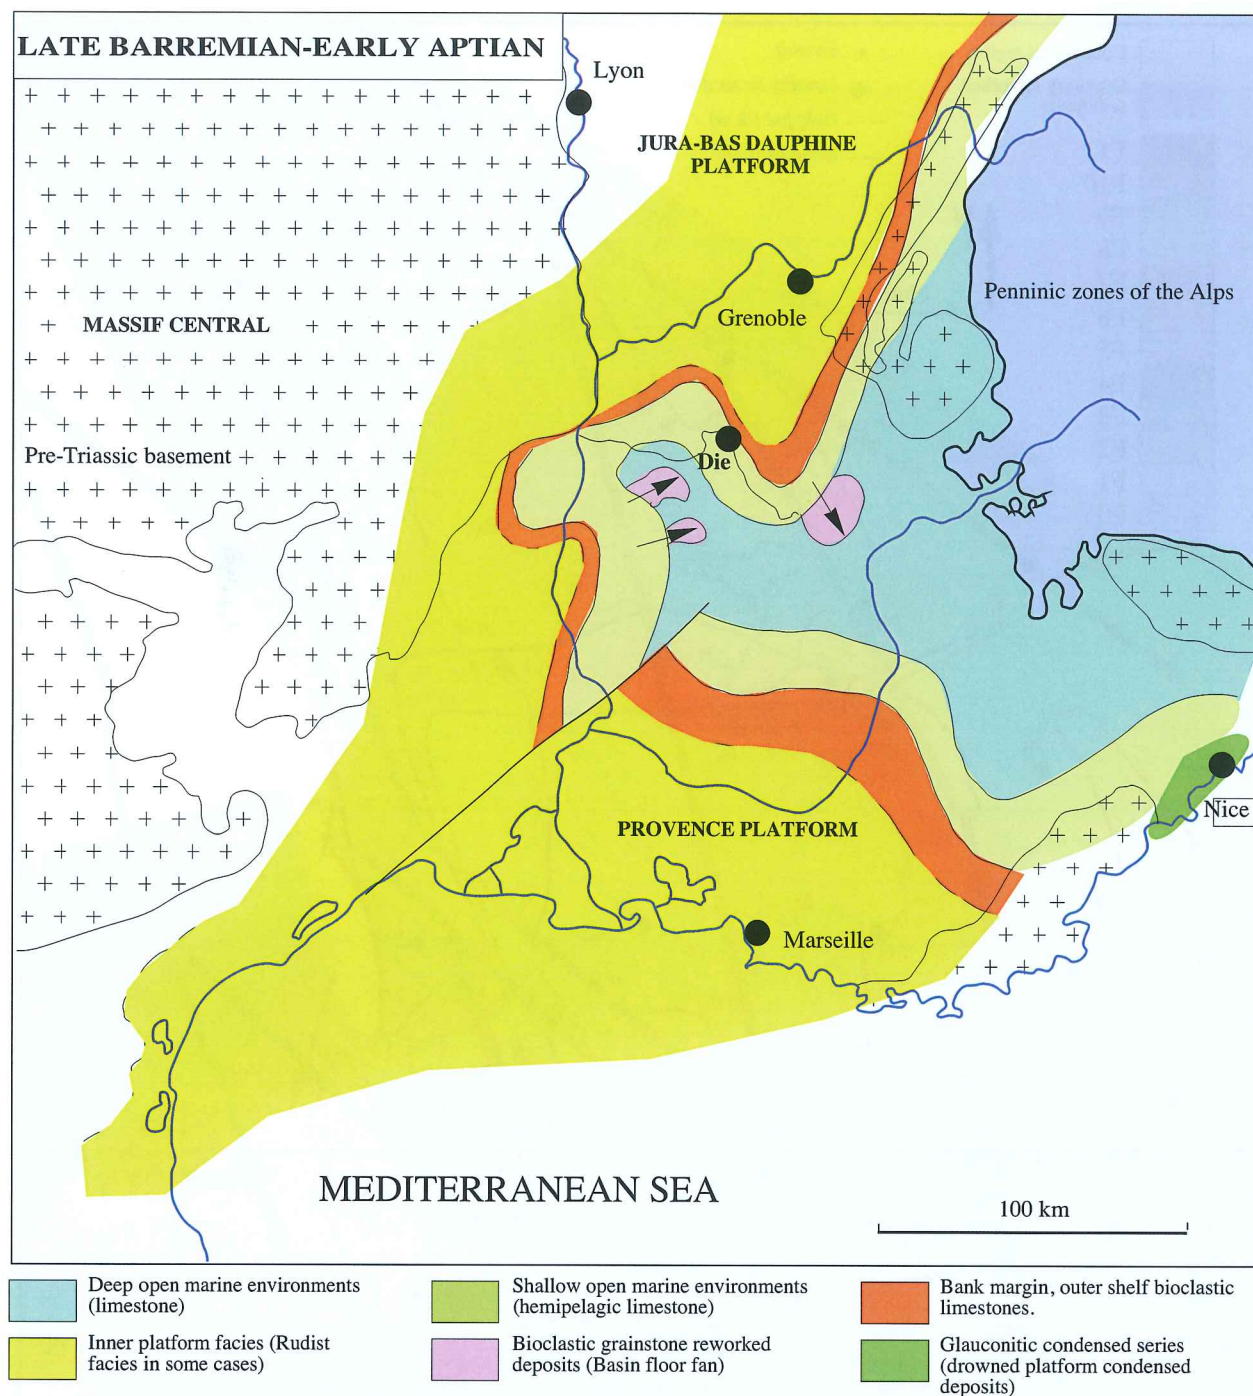 LATE BARREMIAN-EARLY APTIAN
Lyon
JURA-BAS DAUPHINE
PLATFORM
Penninic zones of the Alps
Grenoble
MASSIF CENTRAL
Pre-Triassic basement
Die
Nice
PROVENCE PLATFORM
Marseille
MEDITERRANEAN SEA
100 km
Deep open marine environments
(limestone)
Shallow open marine environments
(hemipelagic limestone)
Bank margin, outer shelf bioclastic
limestones.
Inner platform facies (Rudist
facies in some cases)
Bioclastic grainstone reworked
deposits (Basin floor fan)
Glauconitic condensed series
(drowned platform condensed
deposits)